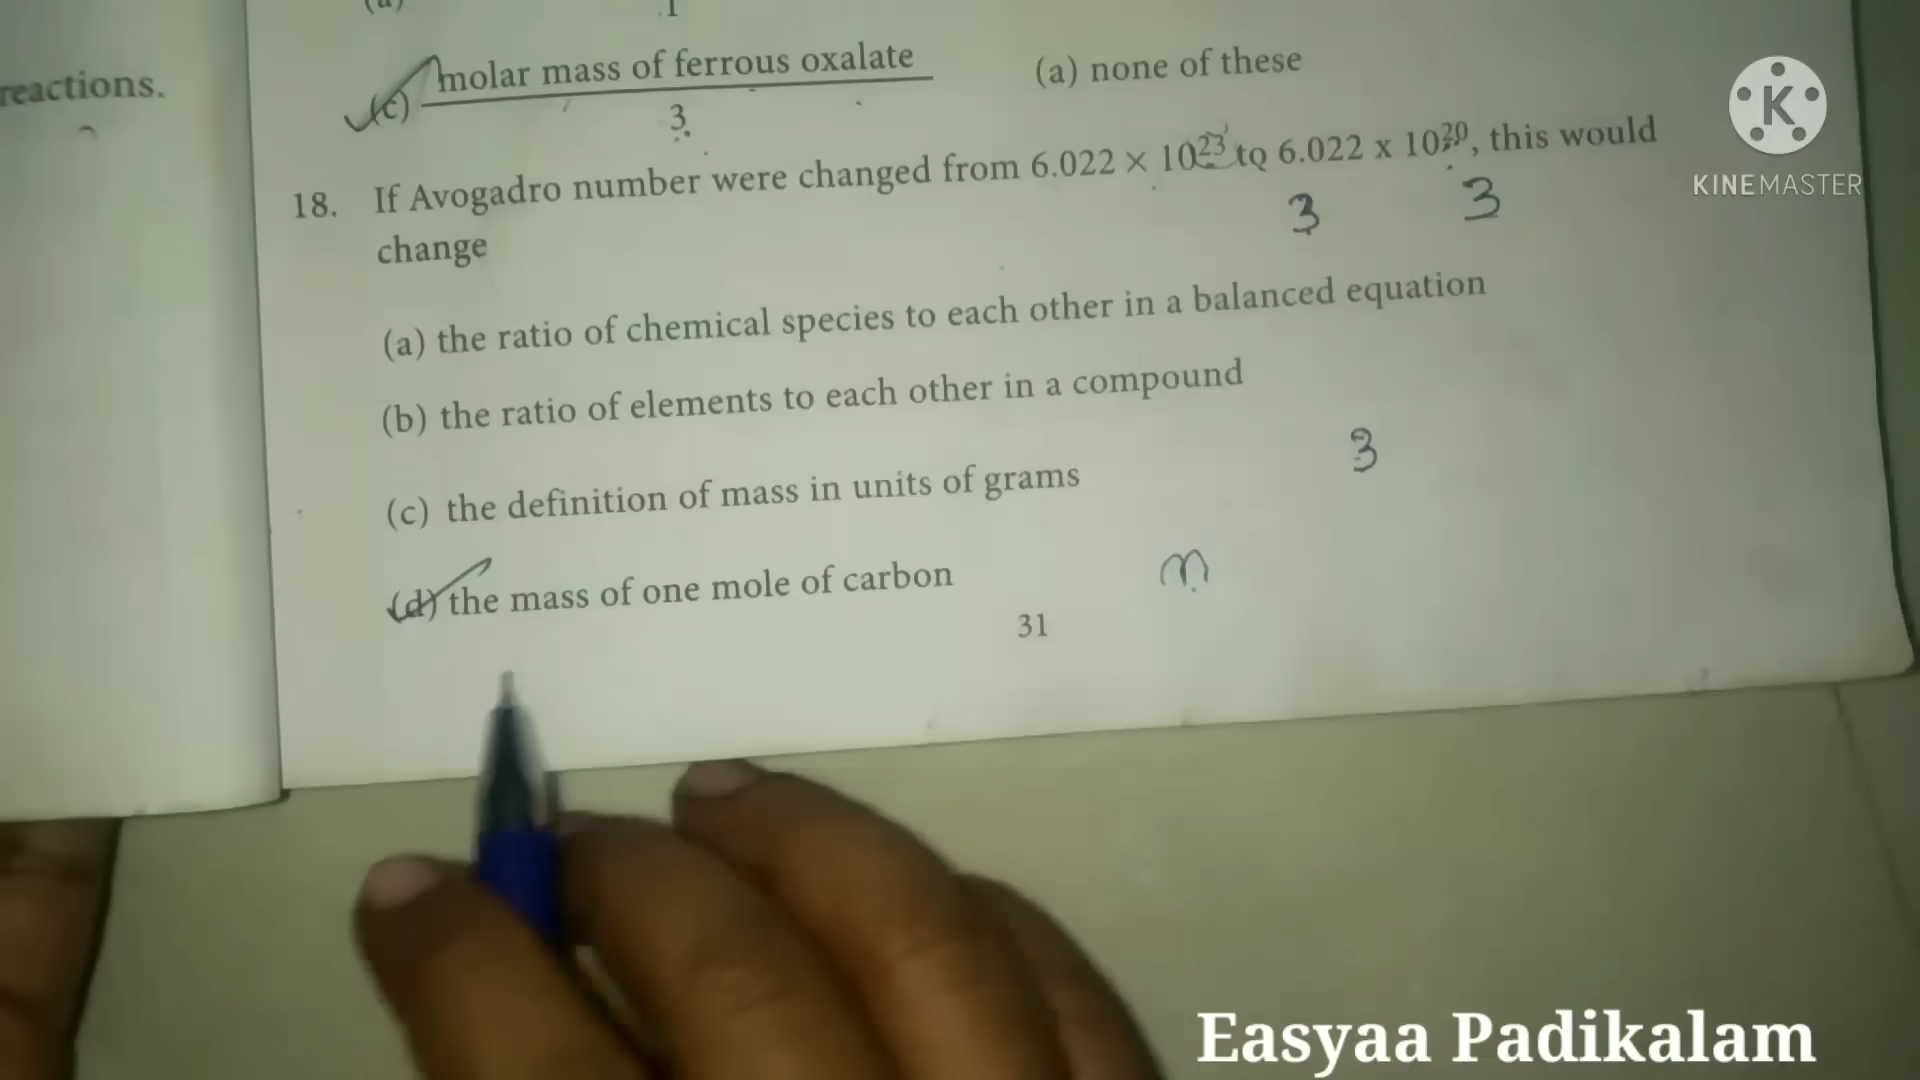 (a) 1
reactions.
(c) molar mass of ferrous oxalate
3
(a) none of these
18. If Avogadro number were changed from 6.022 × 10²³ to 6.022 x 10²⁰, this would
change
3 3
(a) the ratio of chemical species to each other in a balanced equation
(b) the ratio of elements to each other in a compound
3
(c) the definition of mass in units of grams
(d) the mass of one mole of carbon
m
31
K
KINEMASTER
Easyaa Padikalam